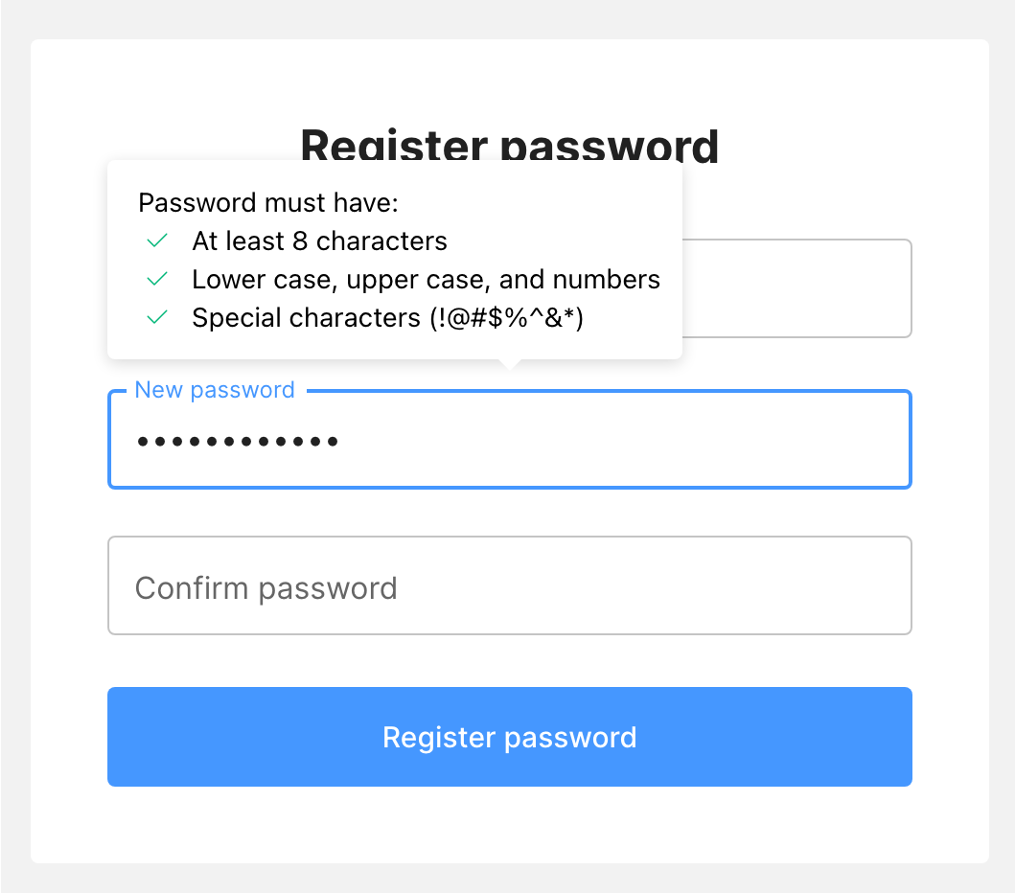 Register password
Password must have:
At least 8 characters
Lower case, upper case, and numbers
Special characters (!@#$%^&*)
New password
••••••••••••
Confirm password
Register password